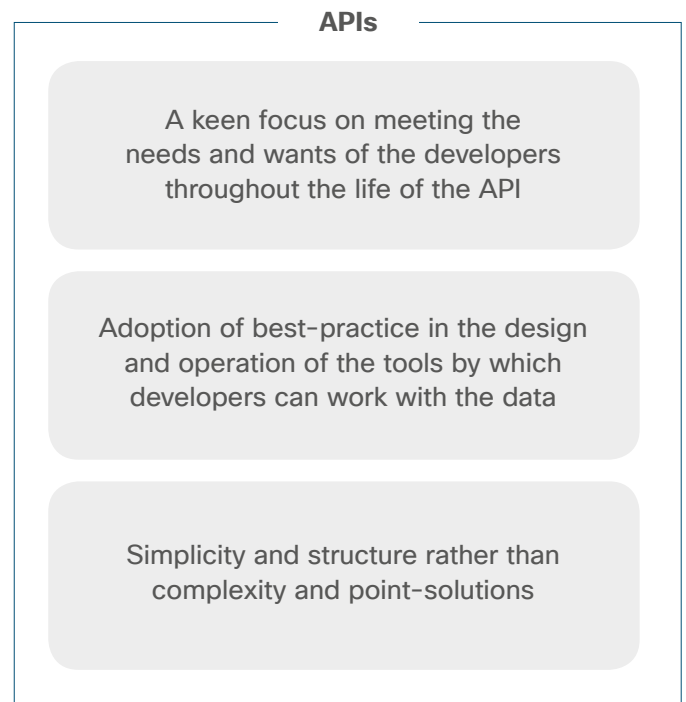 APIs
A keen focus on meeting the
needs and wants of the developers
throughout the life of the API
Adoption of best-practice in the design
and operation of the tools by which
developers can work with the data
Simplicity and structure rather than
complexity and point-solutions